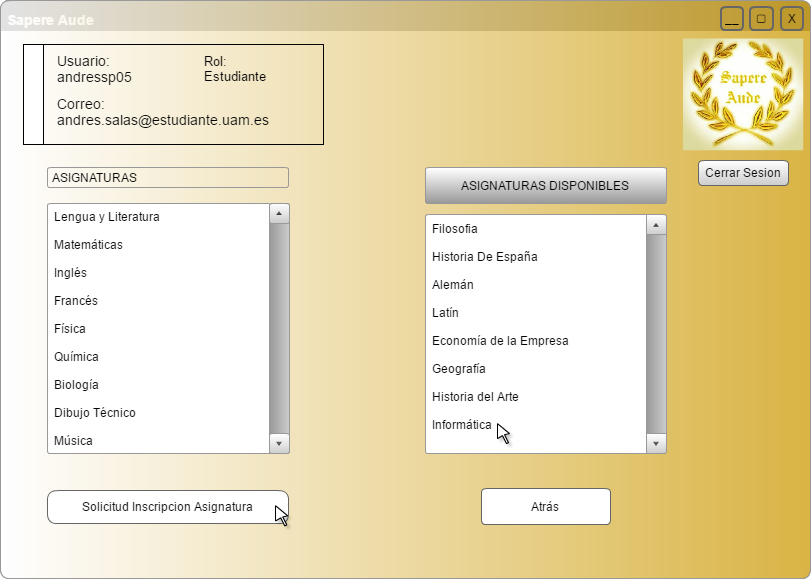 Sapere Aude
__ □ X
Usuario:
andressp05
Rol:
Estudiante
Correo:
andres.salas@estudiante.uam.es
Sapere
Aude
Cerrar Sesion
ASIGNATURAS
Lengua y Literatura
Matemáticas
Inglés
Francés
Física
Química
Biología
Dibujo Técnico
Música
Solicitud Inscripcion Asignatura
ASIGNATURAS DISPONIBLES
Filosofia
Historia De España
Alemán
Latín
Economía de la Empresa
Geografía
Historia del Arte
Informática
Atrás